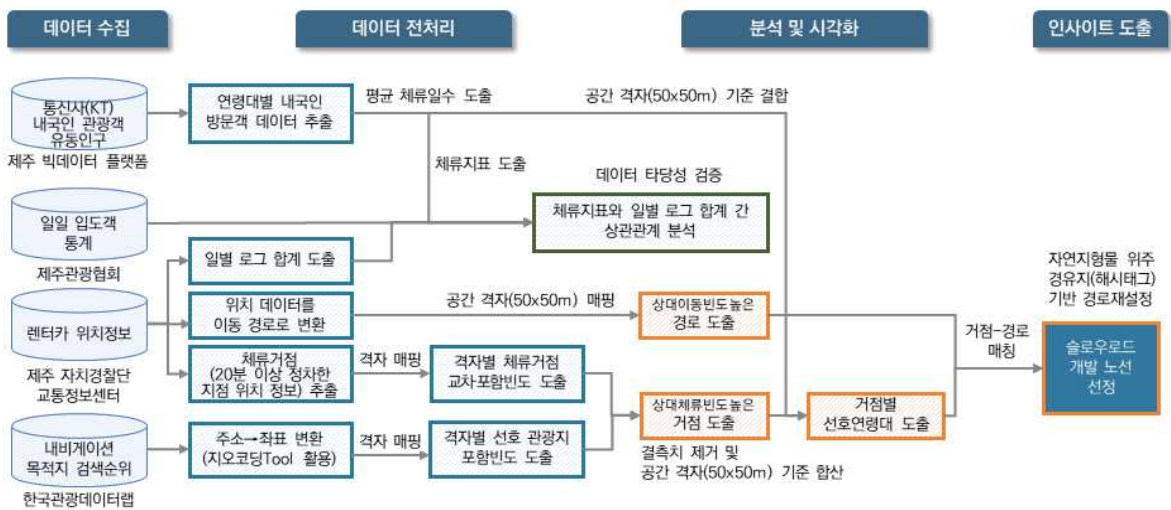 데이터 수집
데이터 전처리
분석 및 시각화
인사이트 도출
통신사(KT)
내국인 관광객
유동인구
제주 빅데이터 플랫폼
연령대별 내국인
방문객 데이터 추출
평균 체류일수 도출
공간 격자(50x50m) 기준 결합
체류지표 도출
데이터 타당성 검증
일일 입도객
통계
제주관광협회
체류지표와 일별 로그 합계 간
상관관계 분석
일별 로그 합계 도출
렌터카 위치정보
제주 자치경찰단
교통정보센터
위치 데이터를
이동 경로로 변환
공간 격자(50x50m) 매핑
상대이동빈도높은
경로 도출
자연지형물 위주
경유지(해시태그)
기반 경로재설정
거점-경로
매칭
슬로우로드
개발 노선
선정
체류거점
(20분 이상 정차한
지점 위치 정보) 추출
격자 매핑
격자별 체류거점
교차·포함빈도 도출
상대체류빈도높은
거점 도출
거점별
선호연령대 도출
결측치 제거 및
공간 격자(50x50m) 기준 합산
내비게이션
목적지 검색순위
한국관광데이터랩
주소→좌표 변환
(지오코딩Tool 활용)
격자 매핑
격자별 선호 관광지
포함빈도 도출